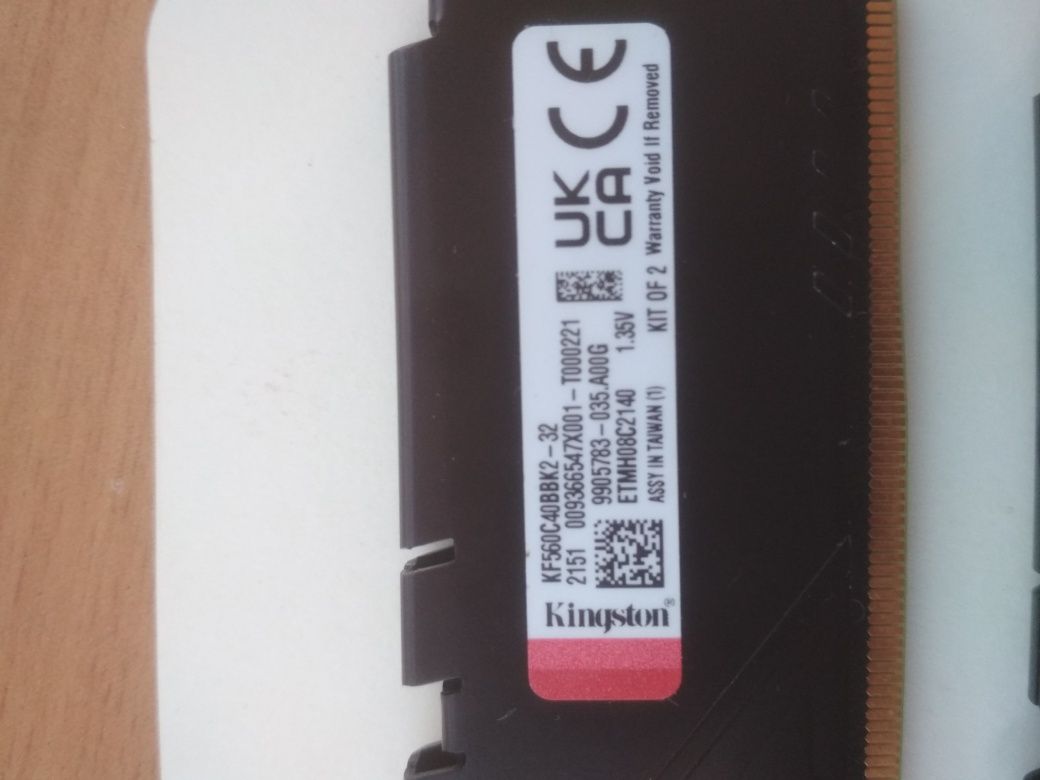 Kingston®
KF560C40BBK2-32
2151 009366547X001-T000221
9905783-035.A00G
ETMH08C2140 1.35V
ASSY IN TAIWAN (1) KIT OF 2 Warranty Void If Removed
UK
CA
CE